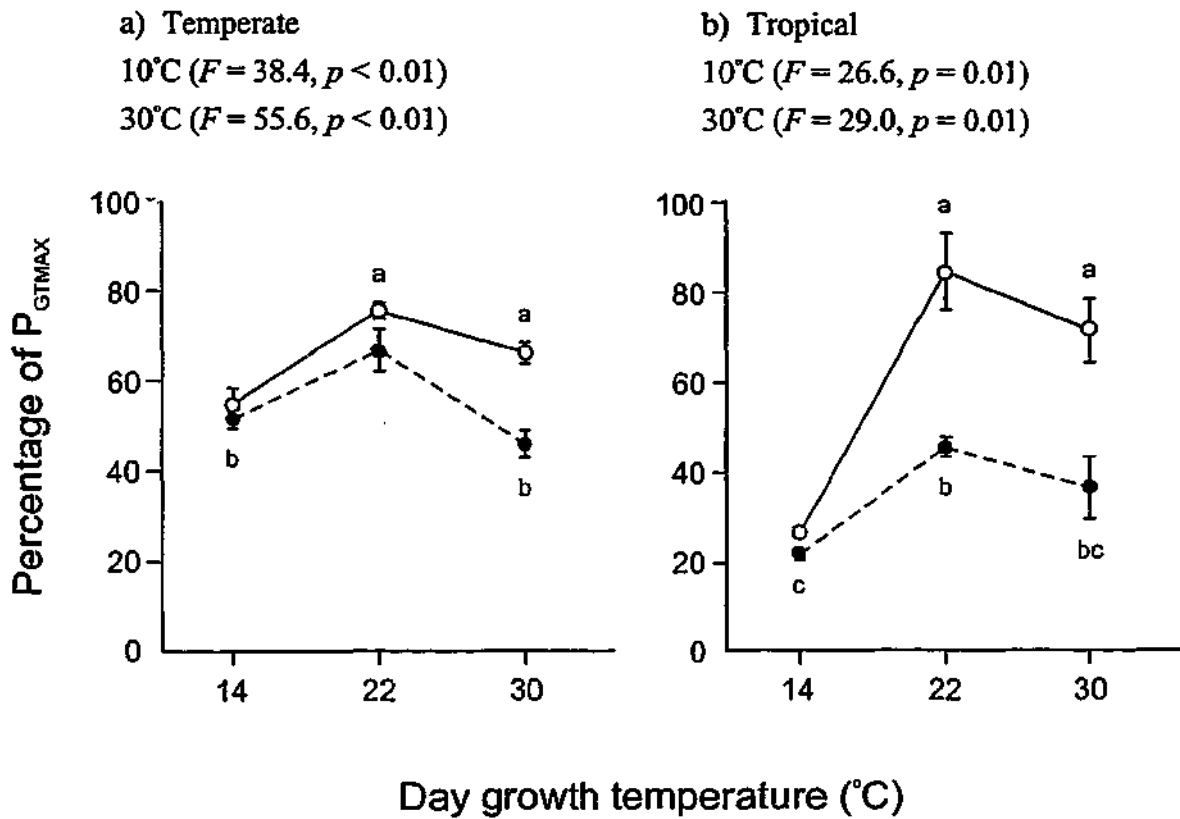 a) Temperate
10°C (F = 38.4, p < 0.01)
30°C (F = 55.6, p < 0.01)
b) Tropical
10°C (F = 26.6, p = 0.01)
30°C (F = 29.0, p = 0.01)
Percentage of P_GTMAX
100
80
60
40
20
0
a
a
b
b
14
22
30
100
80
60
40
20
0
a
a
b
bc
c
14
22
30
Day growth temperature (°C)